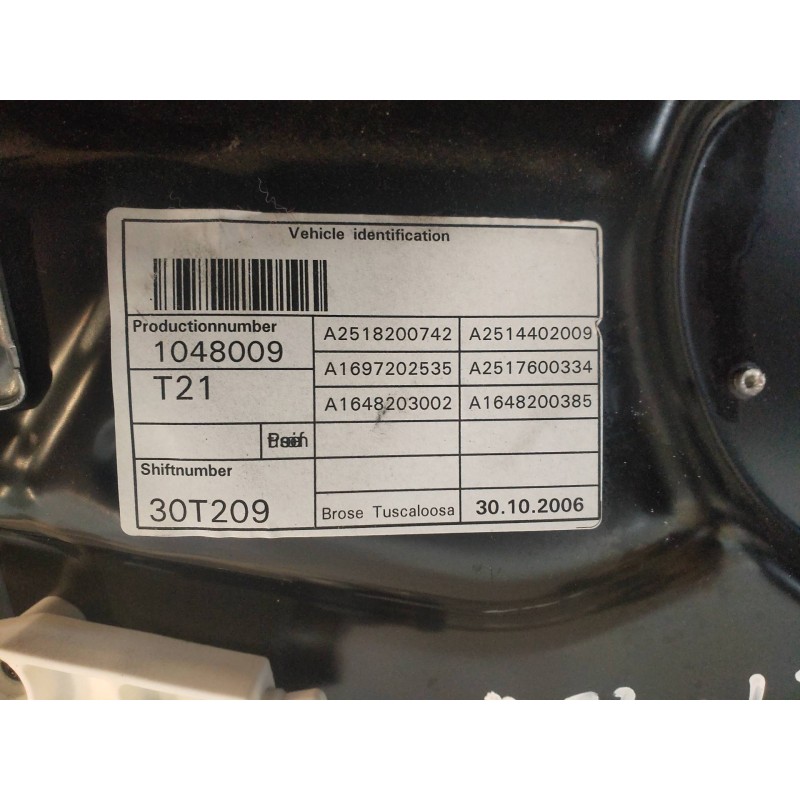 Vehicle identification
Productionnumber
1048009
A2518200742 A2514402009
T21
A1697202535 A2517600334
A1648203002 A1648200385
Shiftnumber
30T209
Brose Tuscaloosa 30.10.2006